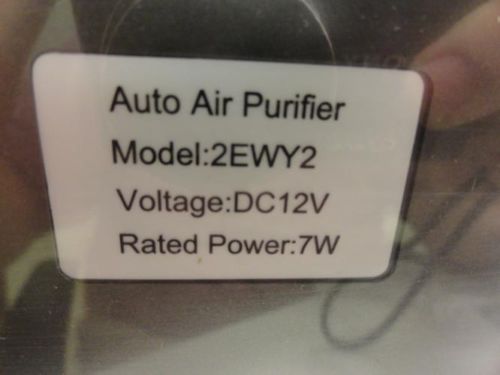 Auto Air Purifier
Model:2EWY2
Voltage:DC12V
Rated Power:7W